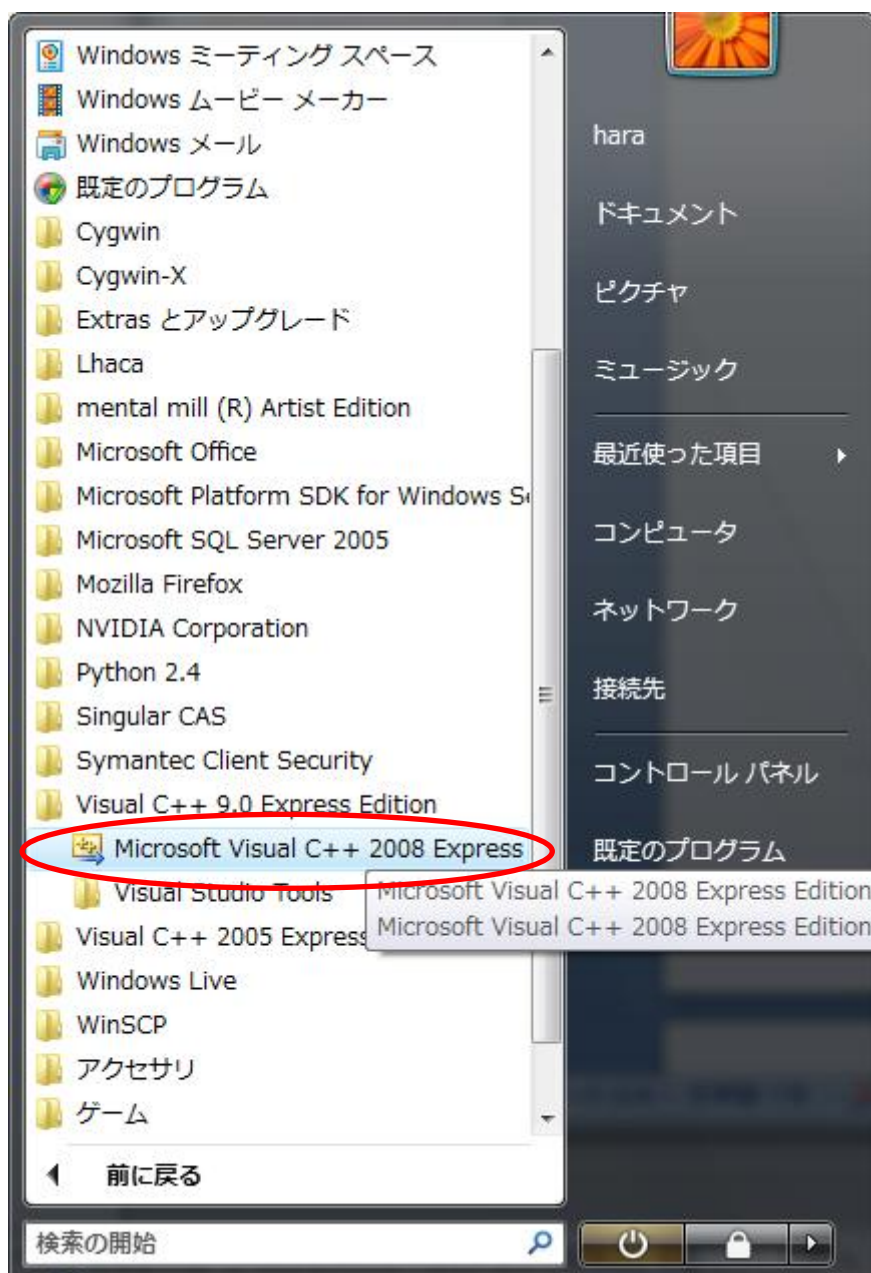 Windows ミーティング スペース
Windows ムービー メーカー
Windows メール
既定のプログラム
Cygwin
Cygwin-X
Extras とアップグレード
Lhaca
mental mill (R) Artist Edition
Microsoft Office
Microsoft Platform SDK for Windows Se
Microsoft SQL Server 2005
Mozilla Firefox
NVIDIA Corporation
Python 2.4
Singular CAS
Symantec Client Security
Visual C++ 9.0 Express Edition
Microsoft Visual C++ 2008 Express
Visual Studio Tools
Visual C++ 2005 Express
Windows Live
WinSCP
アクセサリ
ゲーム
前に戻る
検索の開始
hara
ドキュメント
ピクチャ
ミュージック
最近使った項目
コンピュータ
ネットワーク
接続先
コントロール パネル
既定のプログラム
Microsoft Visual C++ 2008 Express Edition
Microsoft Visual C++ 2008 Express Edition